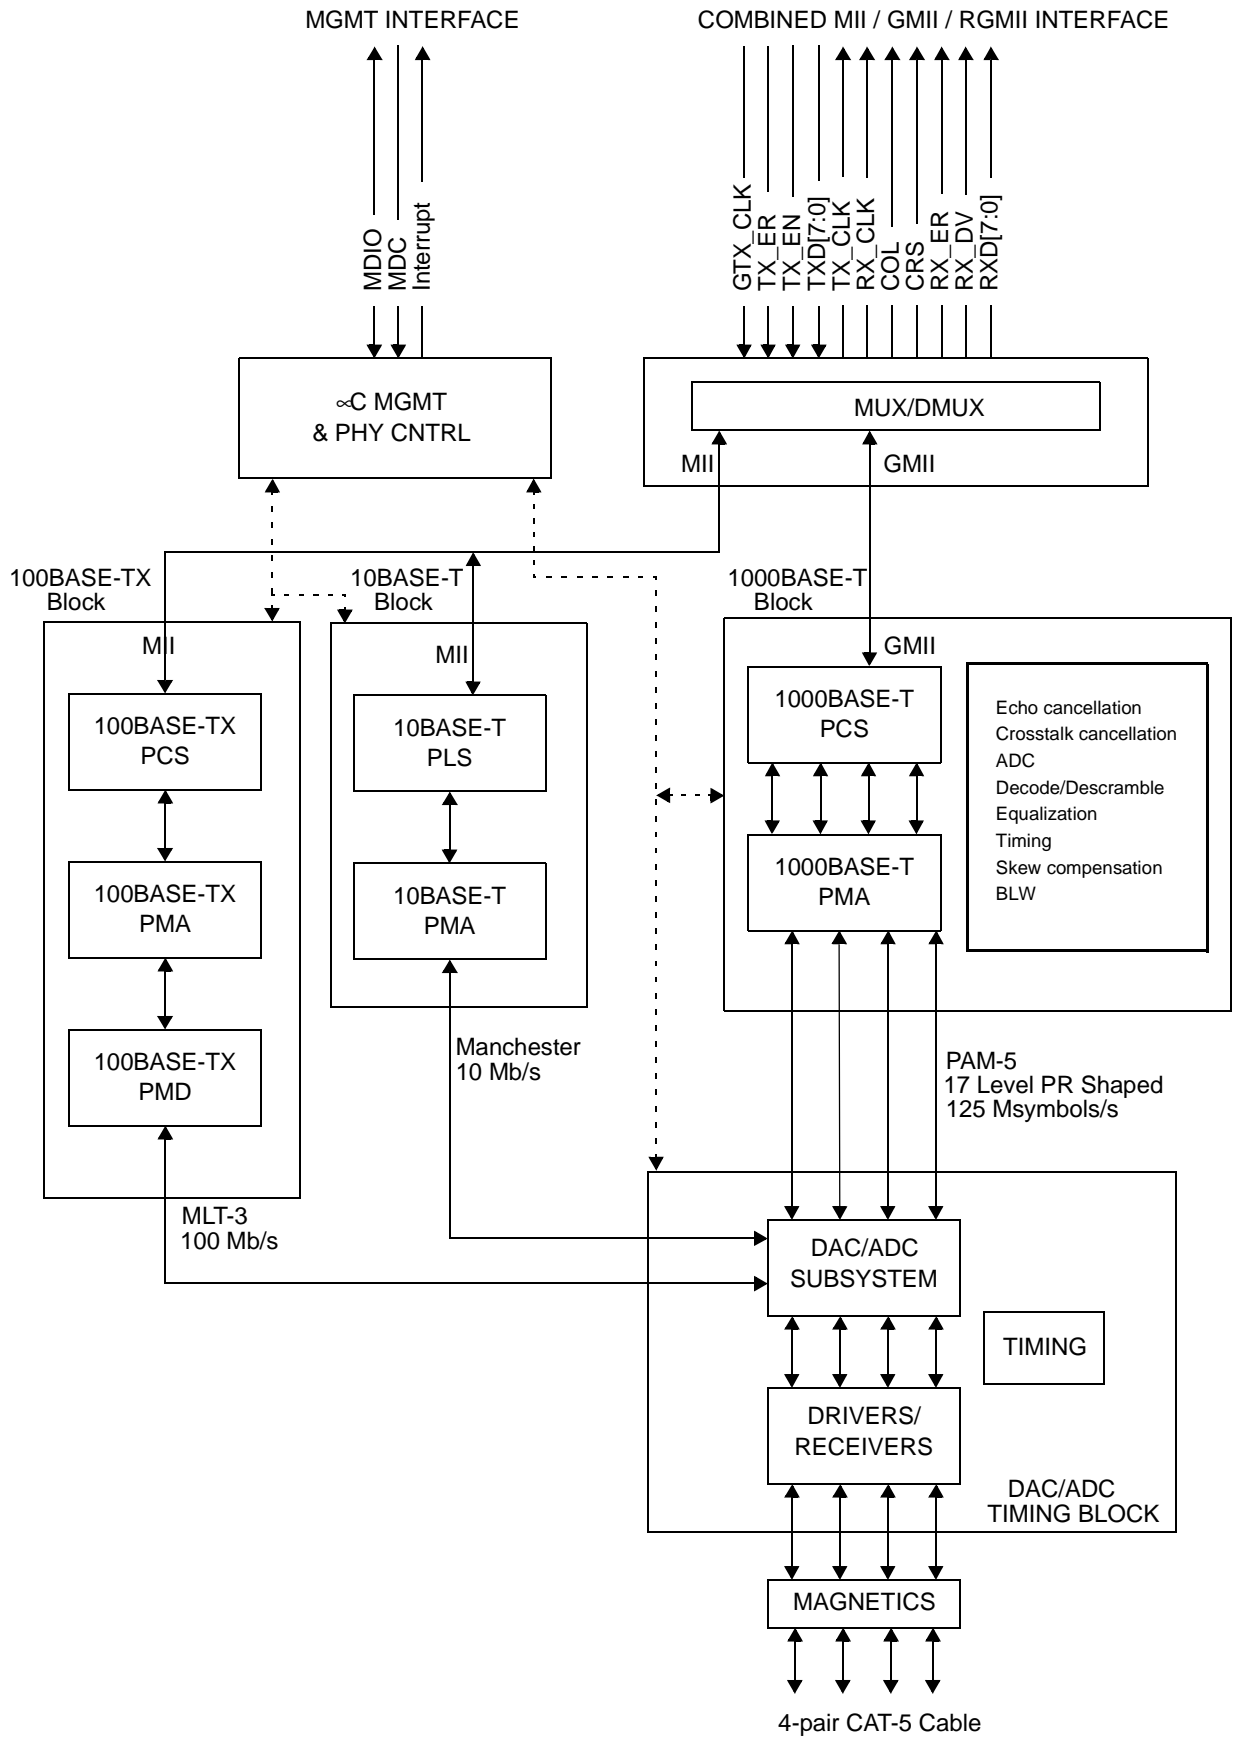 MGMT INTERFACE
COMBINED MII / GMII / RGMII INTERFACE
MDIO
MDC
Interrupt
GTX_CLK
TX_ER
TX_EN
TXD[7:0]
TX_CLK
RX_CLK
COL
CRS
RX_ER
RX_DV
RXD[7:0]
∝C MGMT
& PHY CNTRL
MUX/DMUX
MII
GMII
100BASE-TX
Block
10BASE-T
Block
1000BASE-T
Block
MII
MII
GMII
100BASE-TX
PCS
10BASE-T
PLS
1000BASE-T
PCS
Echo cancellation
Crosstalk cancellation
ADC
Decode/Descramble
Equalization
Timing
Skew compensation
BLW
100BASE-TX
PMA
10BASE-T
PMA
1000BASE-T
PMA
100BASE-TX
PMD
Manchester
10 Mb/s
PAM-5
17 Level PR Shaped
125 Msymbols/s
MLT-3
100 Mb/s
DAC/ADC
SUBSYSTEM
TIMING
DRIVERS/
RECEIVERS
DAC/ADC
TIMING BLOCK
MAGNETICS
4-pair CAT-5 Cable